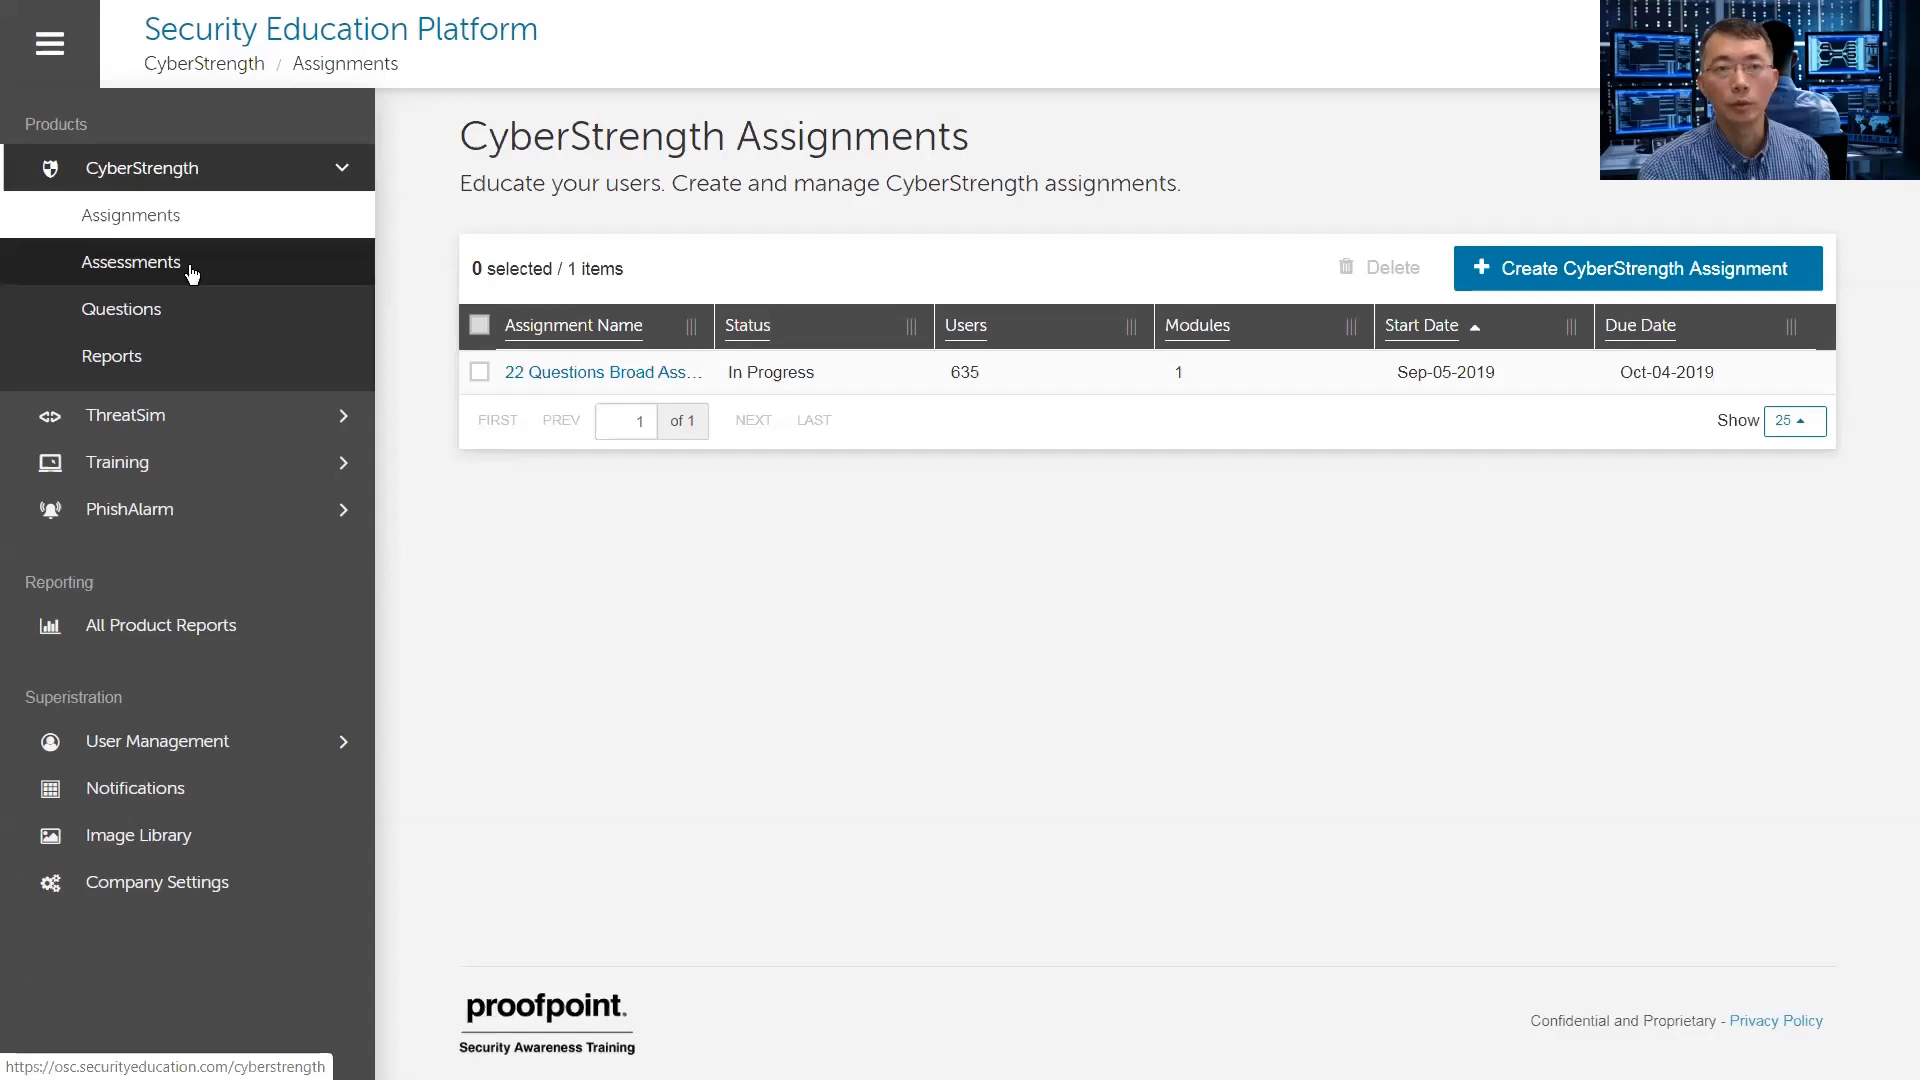 Security Education Platform
CyberStrength / Assignments
Products
CyberStrength
Assignments
Assessments
Questions
Reports
ThreatSim
Training
PhishAlarm
Reporting
All Product Reports
Superistration
User Management
Notifications
Image Library
Company Settings
CyberStrength Assignments
Educate your users. Create and manage CyberStrength assignments.
0 selected / 1 items
Delete
+ Create CyberStrength Assignment
Assignment Name Status Users Modules Start Date Due Date
22 Questions Broad Ass... In Progress 635 1 Sep-05-2019 Oct-04-2019
FIRST PREV 1 of 1 NEXT LAST
Show 25
proofpoint.
Security Awareness Training
Confidential and Proprietary - Privacy Policy
https://osc.securityeducation.com/cyberstrength